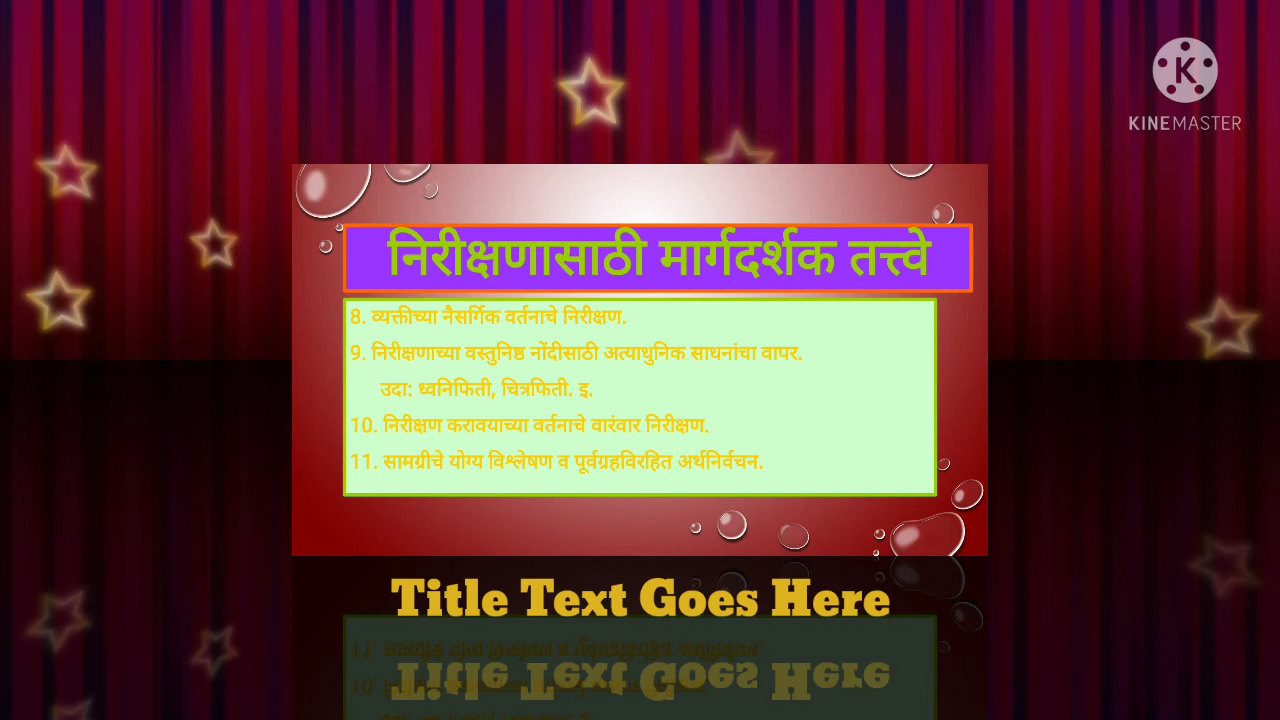 KINEMASTER
निरीक्षणासाठी मार्गदर्शक तत्त्वे
8. व्यक्तीच्या नैसर्गिक वर्तनाचे निरीक्षण.
9. निरीक्षणाच्या वस्तुनिष्ठ नोंदीसाठी अत्याधुनिक साधनांचा वापर.
उदा: ध्वनिफिती, चित्रफिती. इ.
10. निरीक्षण करावयाच्या वर्तनाचे वारंवार निरीक्षण.
11. सामग्रीचे योग्य विश्लेषण व पूर्वग्रहविरहित अर्थनिर्वचन.
Title Text Goes Here